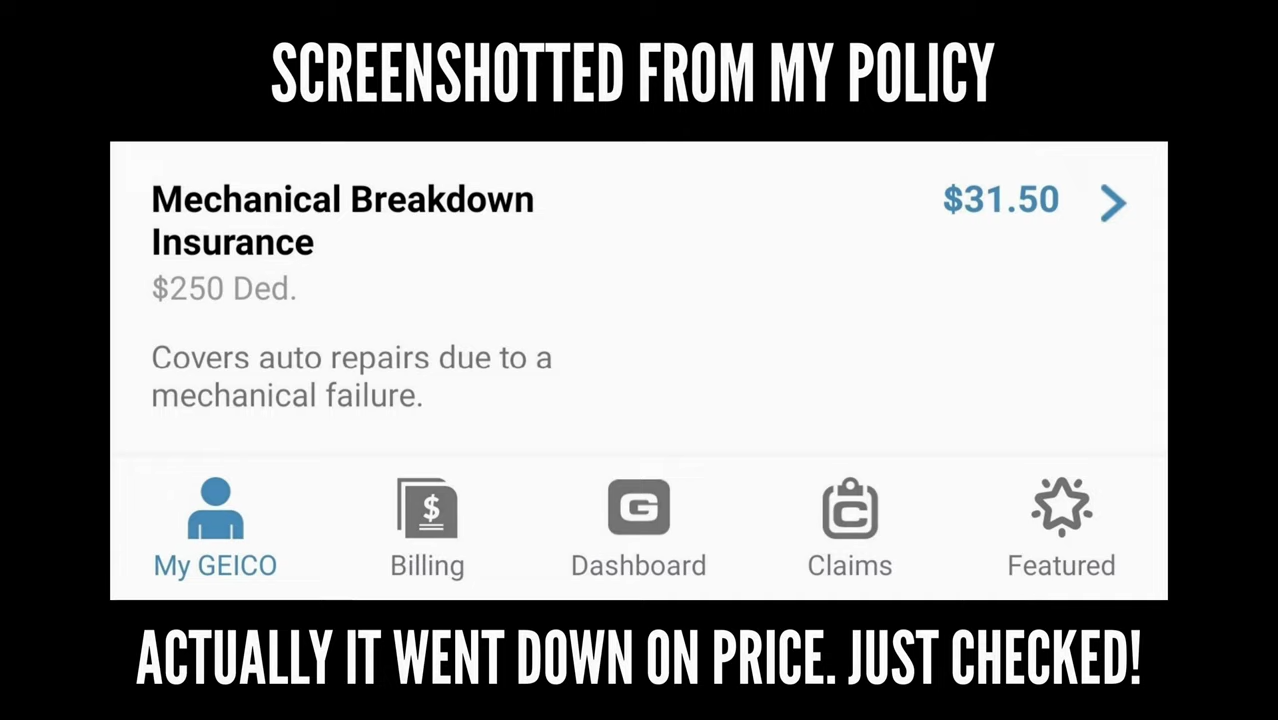 SCREENSHOTTED FROM MY POLICY
Mechanical Breakdown
Insurance
$31.50
$250 Ded.
Covers auto repairs due to a
mechanical failure.
$ G C
My GEICO Billing Dashboard Claims Featured
ACTUALLY IT WENT DOWN ON PRICE. JUST CHECKED!